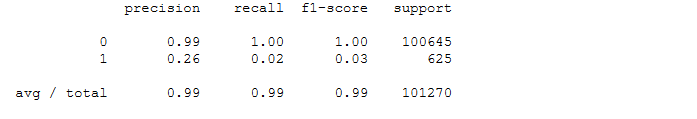 precision recall f1-score support
0 0.99 1.00 1.00 100645
1 0.26 0.02 0.03 625
avg / total 0.99 0.99 0.99 101270